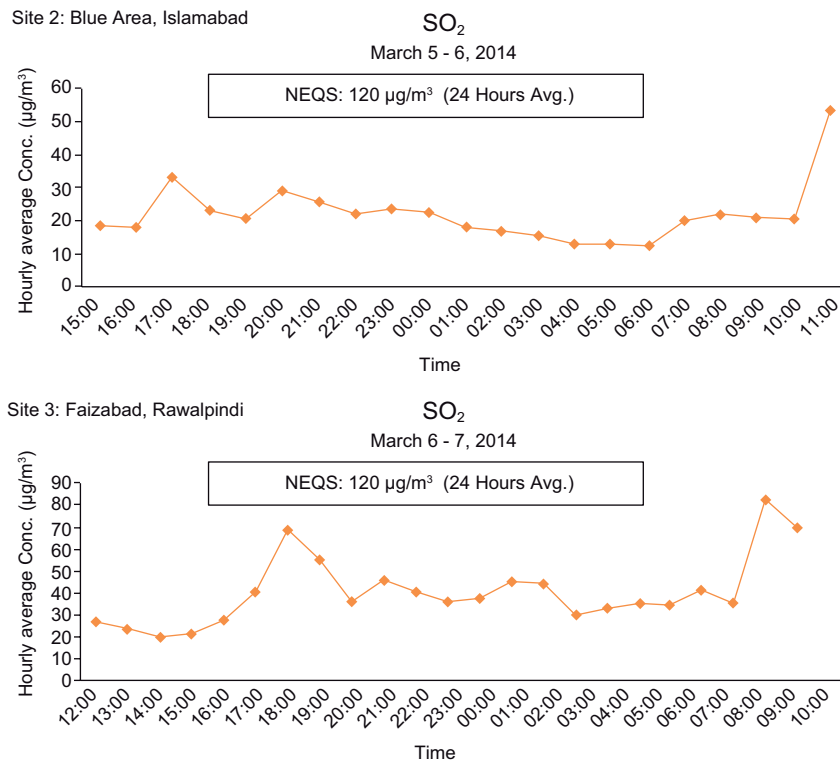 Site 2: Blue Area, Islamabad
SO₂
March 5 - 6, 2014
NEQS: 120 µg/m³ (24 Hours Avg.)
Hourly average Conc. (µg/m³)
60
50
40
30
20
10
0
15:00 16:00 17:00 18:00 19:00 20:00 21:00 22:00 23:00 00:00 01:00 02:00 03:00 04:00 05:00 06:00 07:00 08:00 09:00 10:00 11:00
Time
Site 3: Faizabad, Rawalpindi
SO₂
March 6 - 7, 2014
NEQS: 120 µg/m³ (24 Hours Avg.)
Hourly average Conc. (µg/m³)
90
80
70
60
50
40
30
20
10
0
12:00 13:00 14:00 15:00 16:00 17:00 18:00 19:00 20:00 21:00 22:00 23:00 00:00 01:00 02:00 03:00 04:00 05:00 06:00 07:00 08:00 09:00 10:00
Time